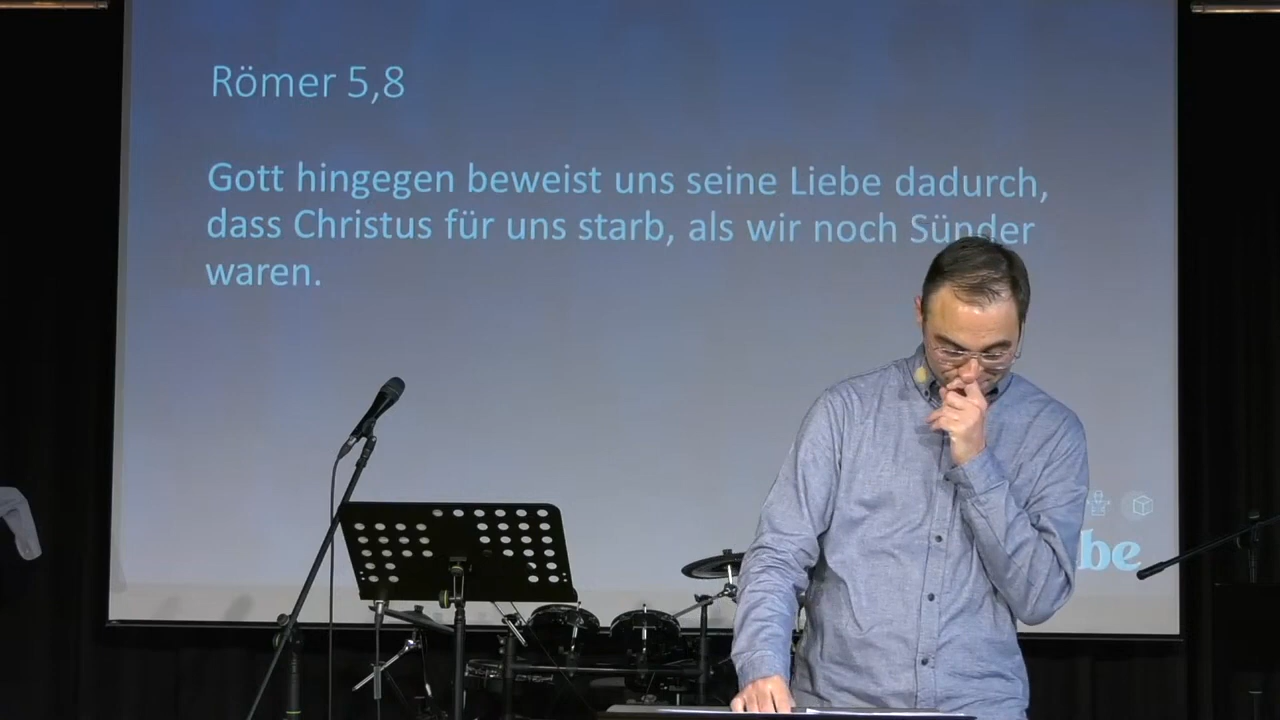 Römer 5,8
Gott hingegen beweist uns seine Liebe dadurch,
dass Christus für uns starb, als wir noch Sünder
waren.